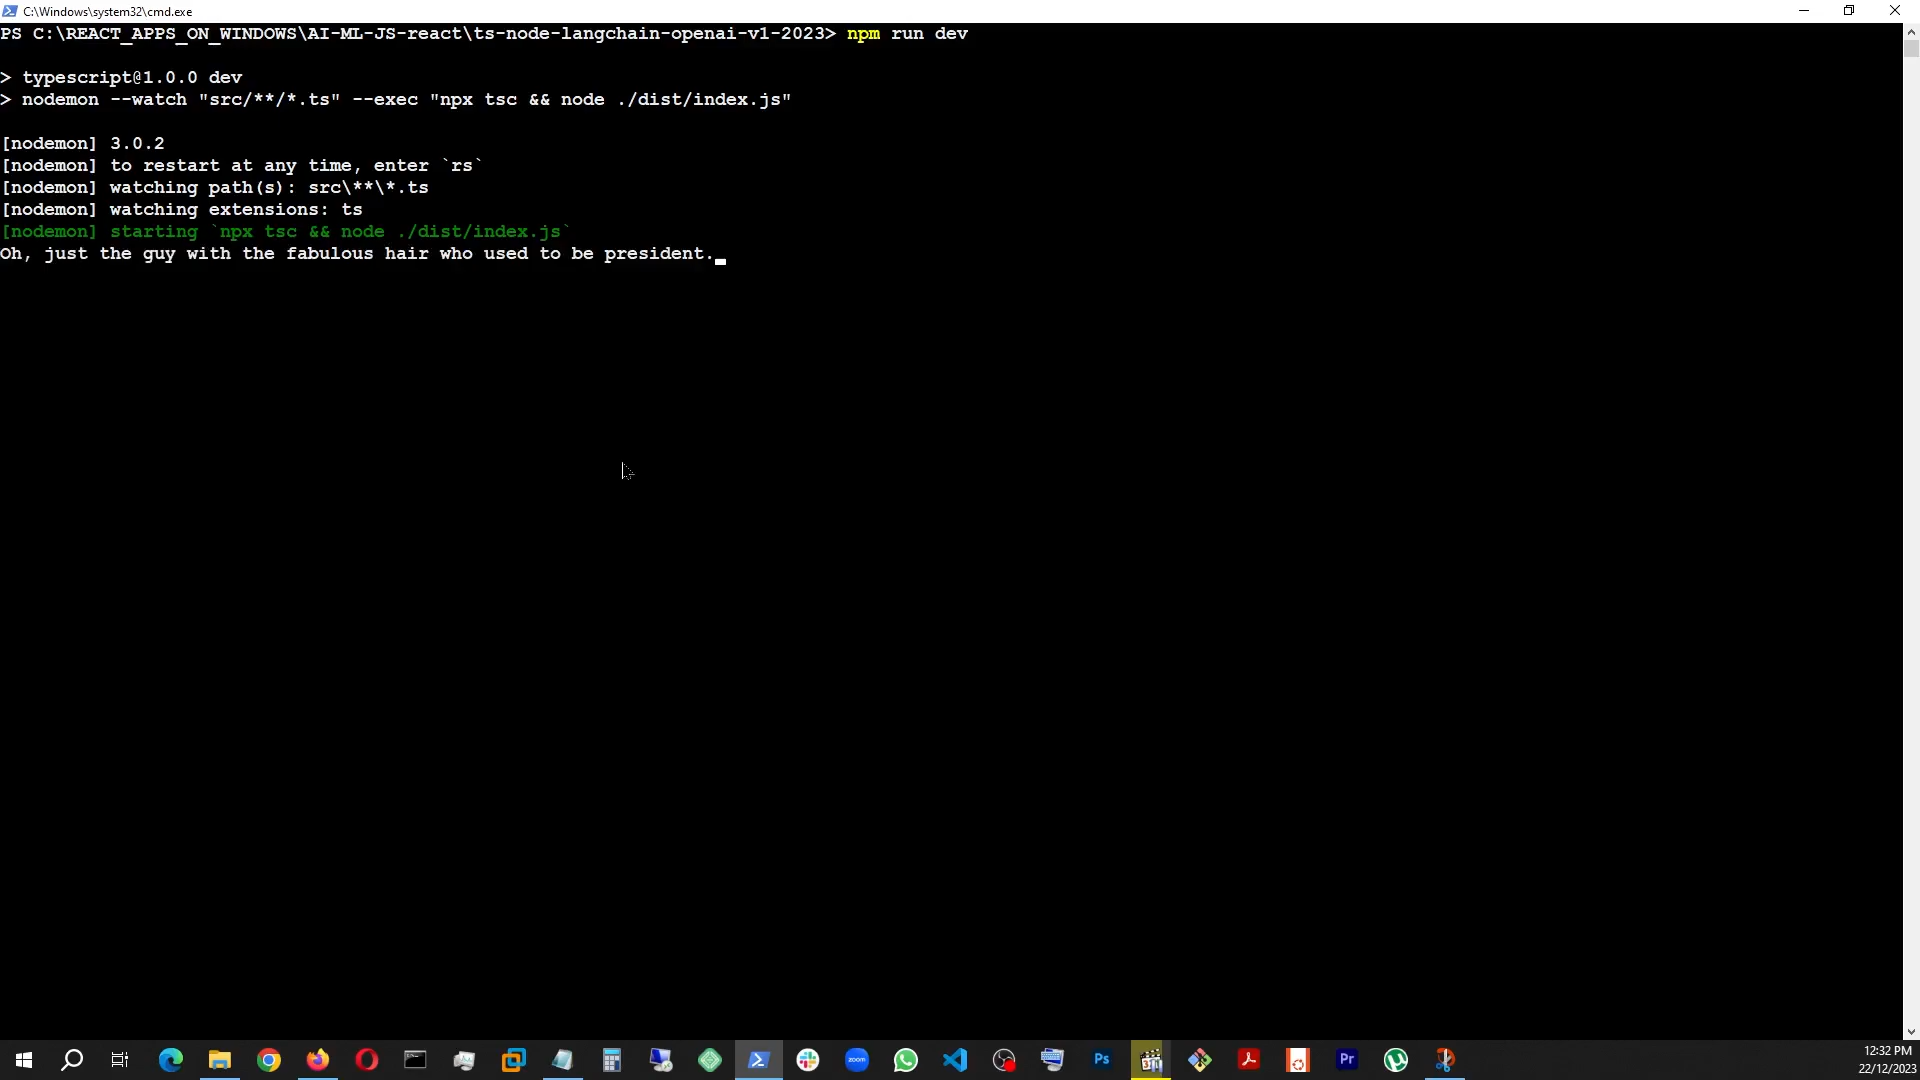 C:\Windows\system32\cmd.exe
PS C:\REACT_APPS_ON_WINDOWS\AI-ML-JS-react\ts-node-langchain-openai-v1-2023> npm run dev
> typescript@1.0.0 dev
> nodemon --watch "src/**/*.ts" --exec "npx tsc && node ./dist/index.js"
[nodemon] 3.0.2
[nodemon] to restart at any time, enter `rs`
[nodemon] watching path(s): src\**\*.ts
[nodemon] watching extensions: ts
[nodemon] starting `npx tsc && node ./dist/index.js`
Oh, just the guy with the fabulous hair who used to be president.
zoom
Ps
Pr
12:32 PM
22/12/2023